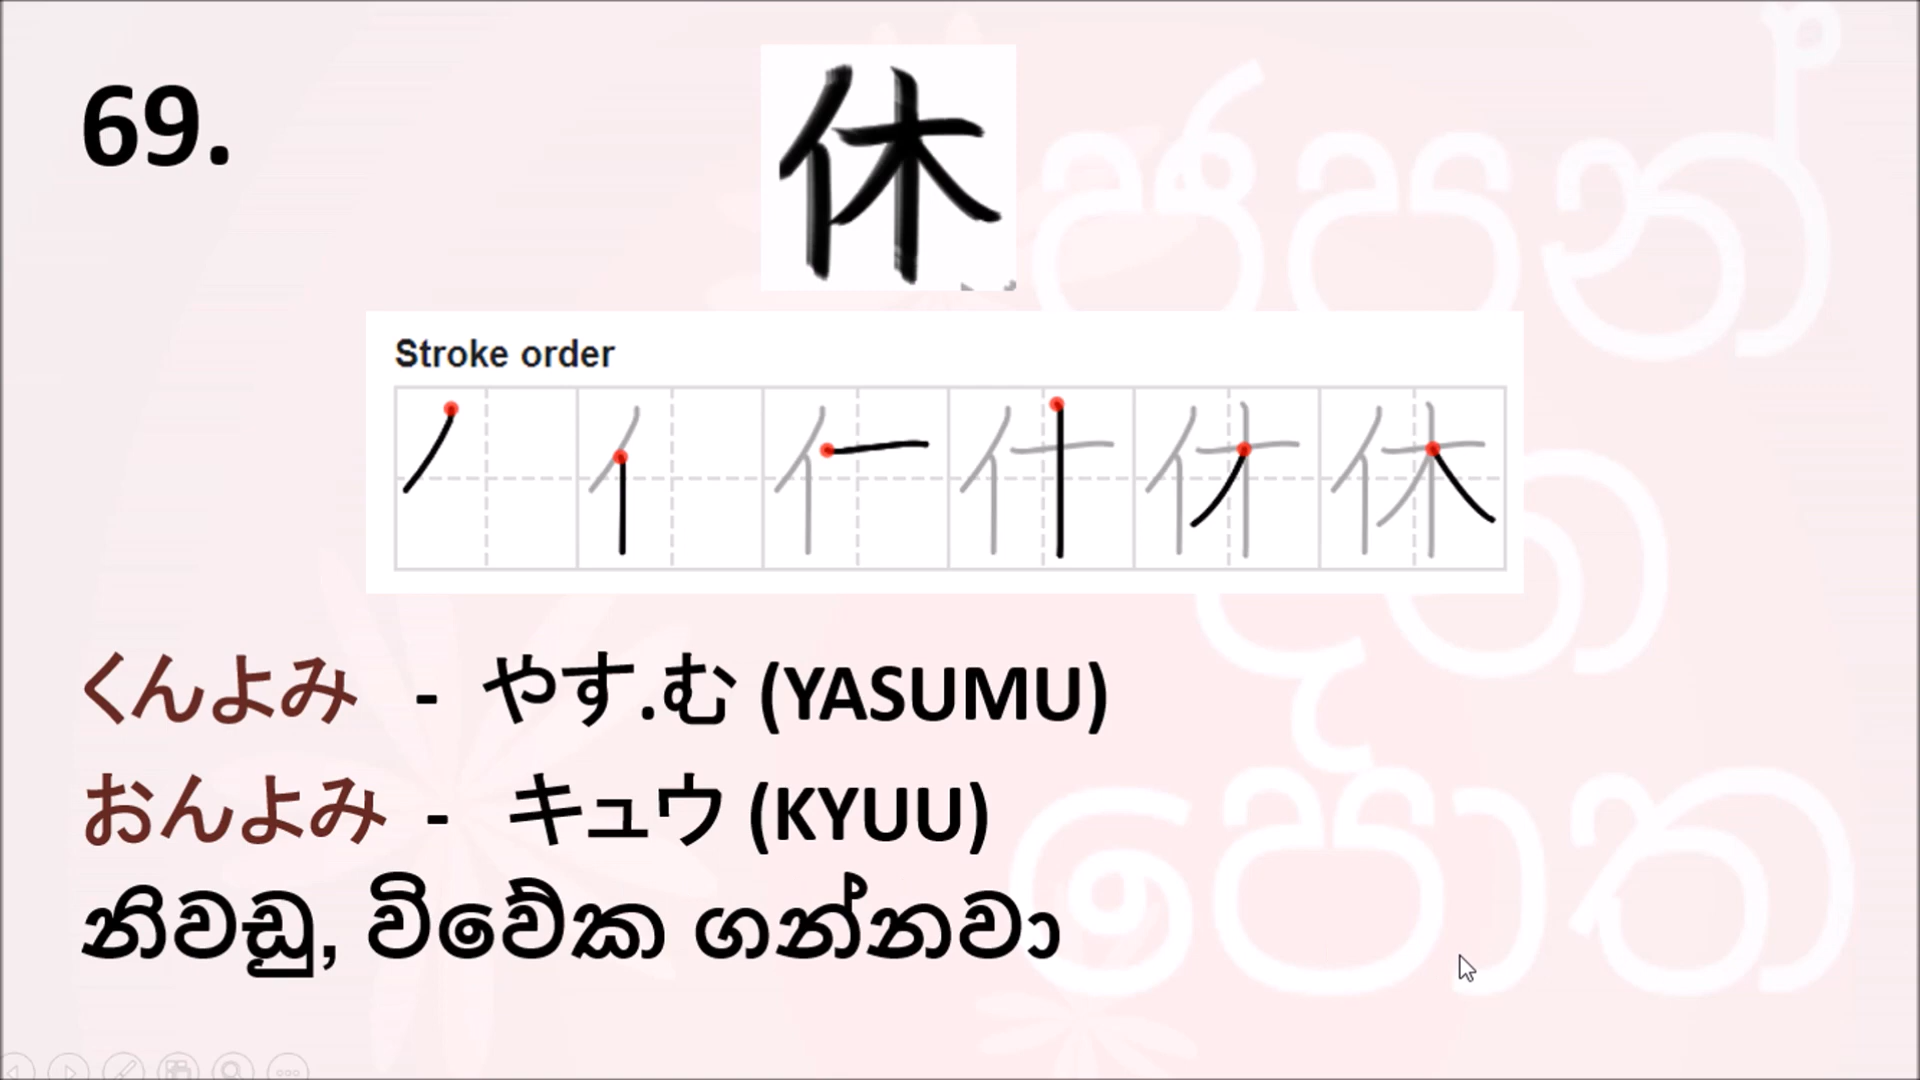 69.
休
Stroke order
くんよみ - やす.む (YASUMU)
おんよみ - キュウ (KYUU)
නිවඩු, විවේක ගන්නවා